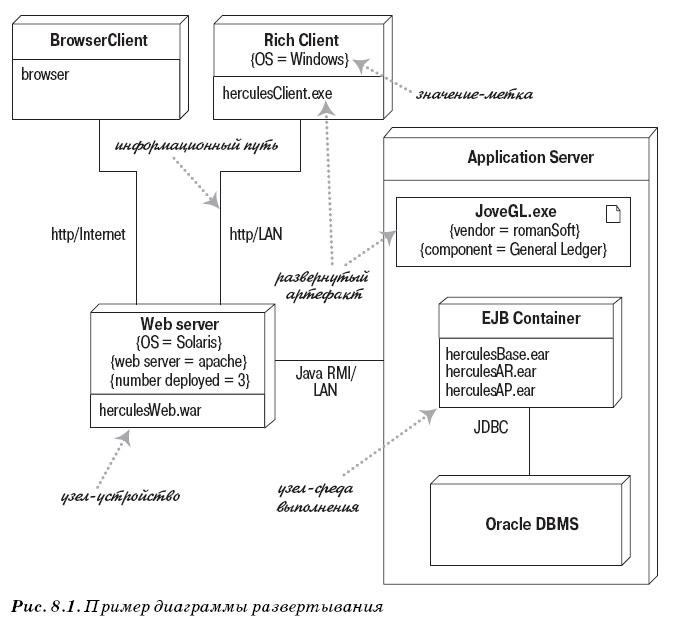 BrowserClient
browser
Rich Client
{OS = Windows}
herculesClient.exe
значение-метка
информационный путь
http/Internet
http/LAN
Application Server
JoveGL.exe
{vendor = romanSoft}
{component = General Ledger}
развернутый
артефакт
Web server
{OS = Solaris}
{web server = apache}
{number deployed = 3}
herculesWeb.war
Java RMI/
LAN
EJB Container
herculesBase.ear
herculesAR.ear
herculesAP.ear
JDBC
узел-устройство
узел-среда
выполнения
Oracle DBMS
Рис. 8.1. Пример диаграммы развертывания